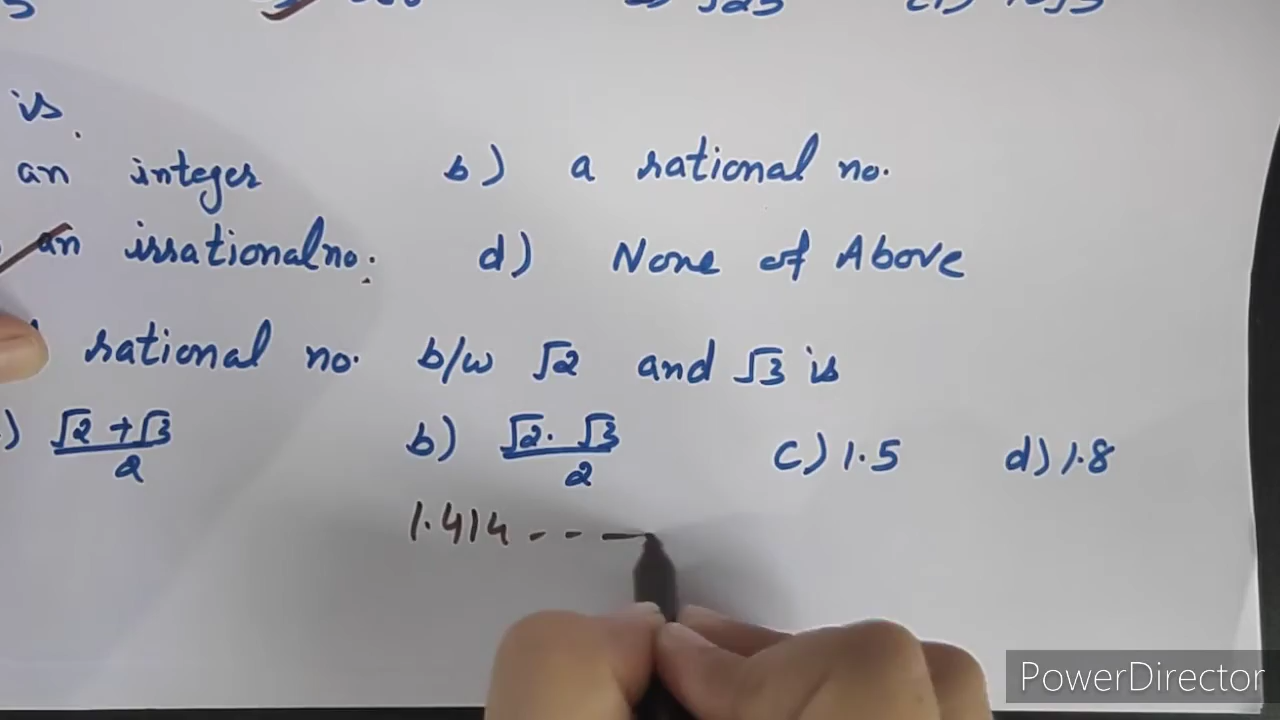 is.
an integer b) a rational no.
an irrational no. d) None of Above
rational no. b/w √2 and √3 is
) √2 + √3 / 2 b) √2 . √3 / 2 c) 1.5 d) 1.8
1.414 - - —
PowerDirector